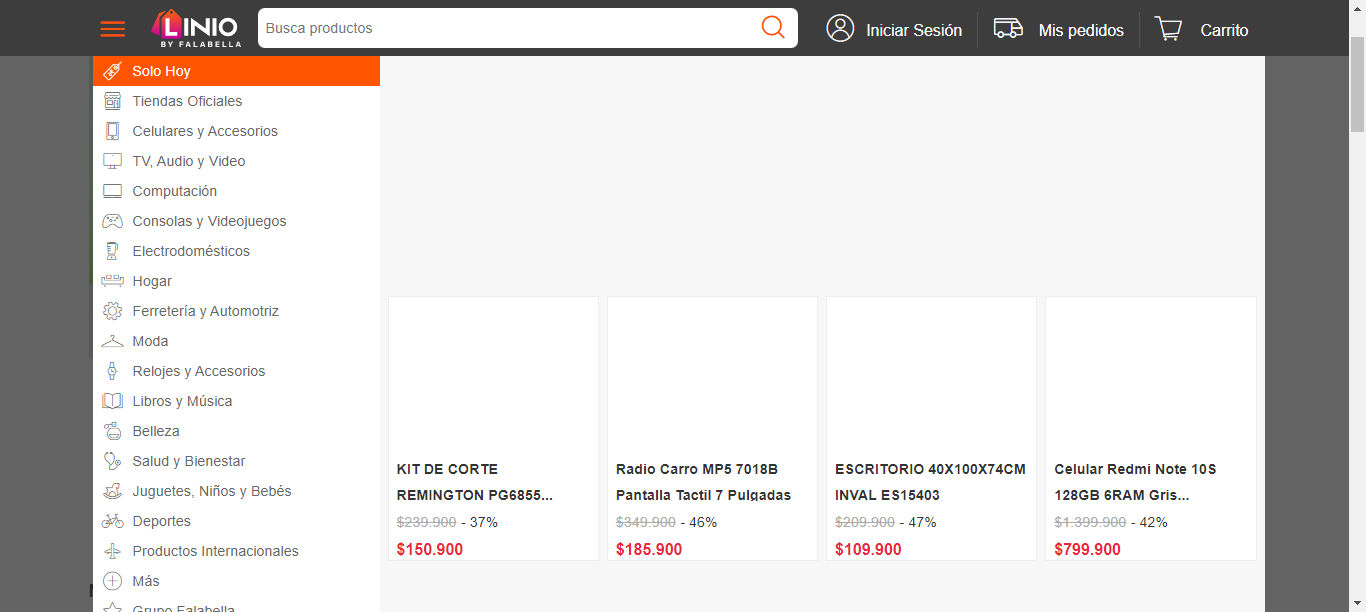 LINIO
BY FALABELLA
Busca productos
Iniciar Sesión
Mis pedidos
Carrito
Solo Hoy
Tiendas Oficiales
Celulares y Accesorios
TV, Audio y Video
Computación
Consolas y Videojuegos
Electrodomésticos
Hogar
Ferretería y Automotriz
Moda
Relojes y Accesorios
Libros y Música
Belleza
Salud y Bienestar
Juguetes, Niños y Bebés
Deportes
Productos Internacionales
Más
Grupo Falabella
KIT DE CORTE
REMINGTON PG6855...
$239.900 - 37%
$150.900
Radio Carro MP5 7018B
Pantalla Tactil 7 Pulgadas
$349.900 - 46%
$185.900
ESCRITORIO 40X100X74CM
INVAL ES15403
$209.900 - 47%
$109.900
Celular Redmi Note 10S
128GB 6RAM Gris...
$1.399.900 - 42%
$799.900